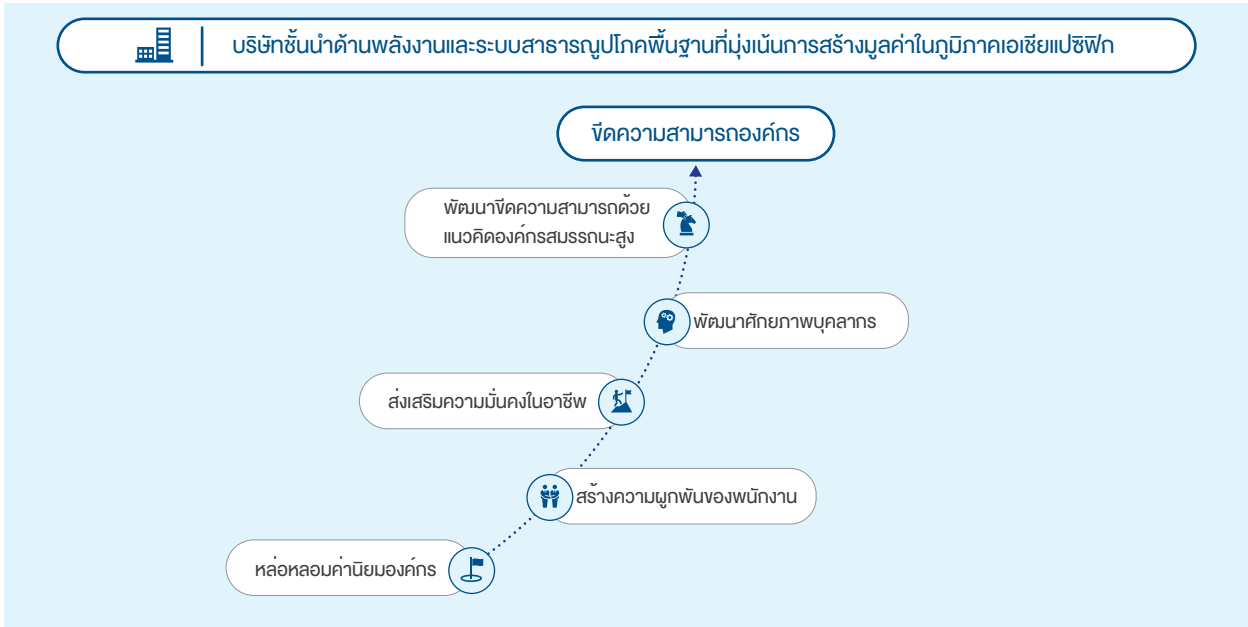 บริษัทชั้นนำด้านพลังงานและระบบสาธารณูปโภคพื้นฐานที่มุ่งเน้นการสร้างมูลค่าในภูมิภาคเอเชียแปซิฟิก
ขีดความสามารถองค์กร
พัฒนาขีดความสามารถด้วย
แนวคิดองค์กรสมรรถนะสูง
พัฒนาศักยภาพบุคลากร
ส่งเสริมความมั่นคงในอาชีพ
สร้างความผูกพันของพนักงาน
หล่อหลอมค่านิยมองค์กร